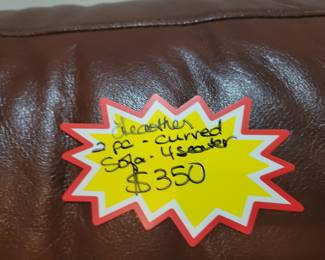 Leather
2 pc - curved
Sofa - 4 seater
$350